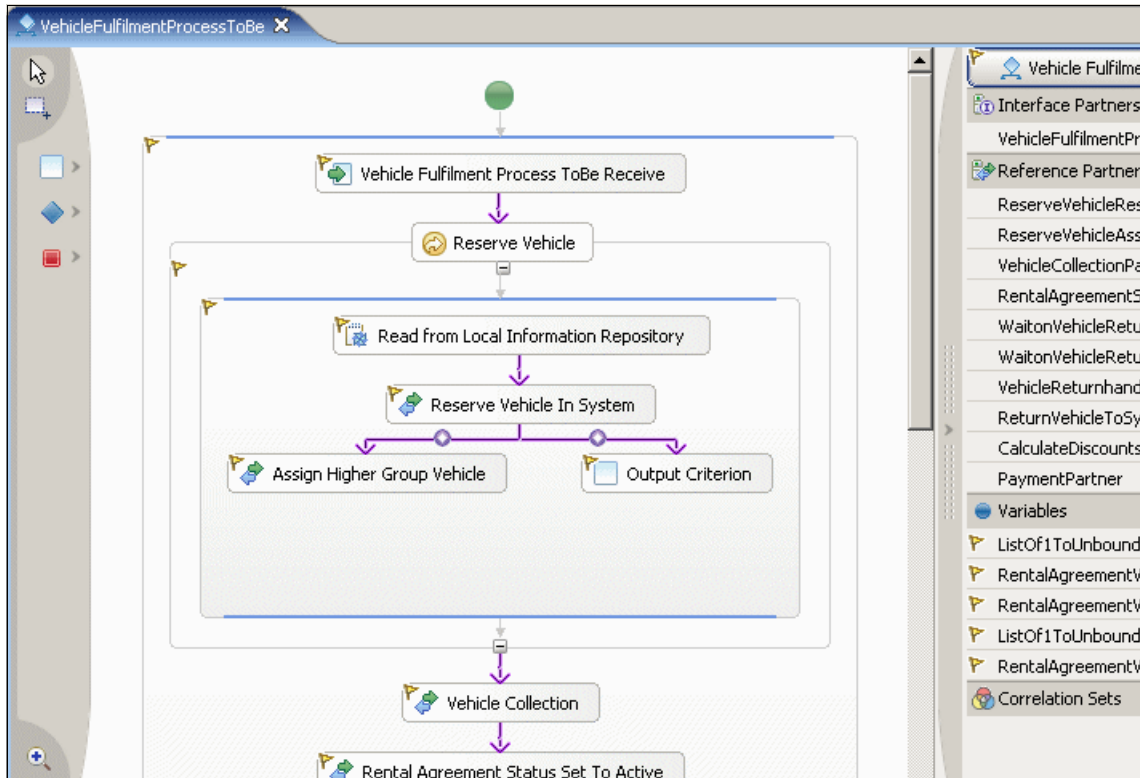 VehicleFulfilmentProcessToBe
Vehicle Fulfilment Process ToBe Receive
Reserve Vehicle
Read from Local Information Repository
Reserve Vehicle In System
Assign Higher Group Vehicle
Output Criterion
Vehicle Collection
Rental Agreement Status Set To Active
Vehicle Fulfilme
Interface Partners
VehicleFulfilmentPr
Reference Partner
ReserveVehicleRes
ReserveVehicleAss
VehicleCollectionPa
RentalAgreementS
WaitonVehicleRetu
WaitonVehicleRetu
VehicleReturnhand
ReturnVehicleToSy
CalculateDiscounts
PaymentPartner
Variables
ListOf1ToUnbound
RentalAgreementV
RentalAgreementV
ListOf1ToUnbound
RentalAgreementV
Correlation Sets